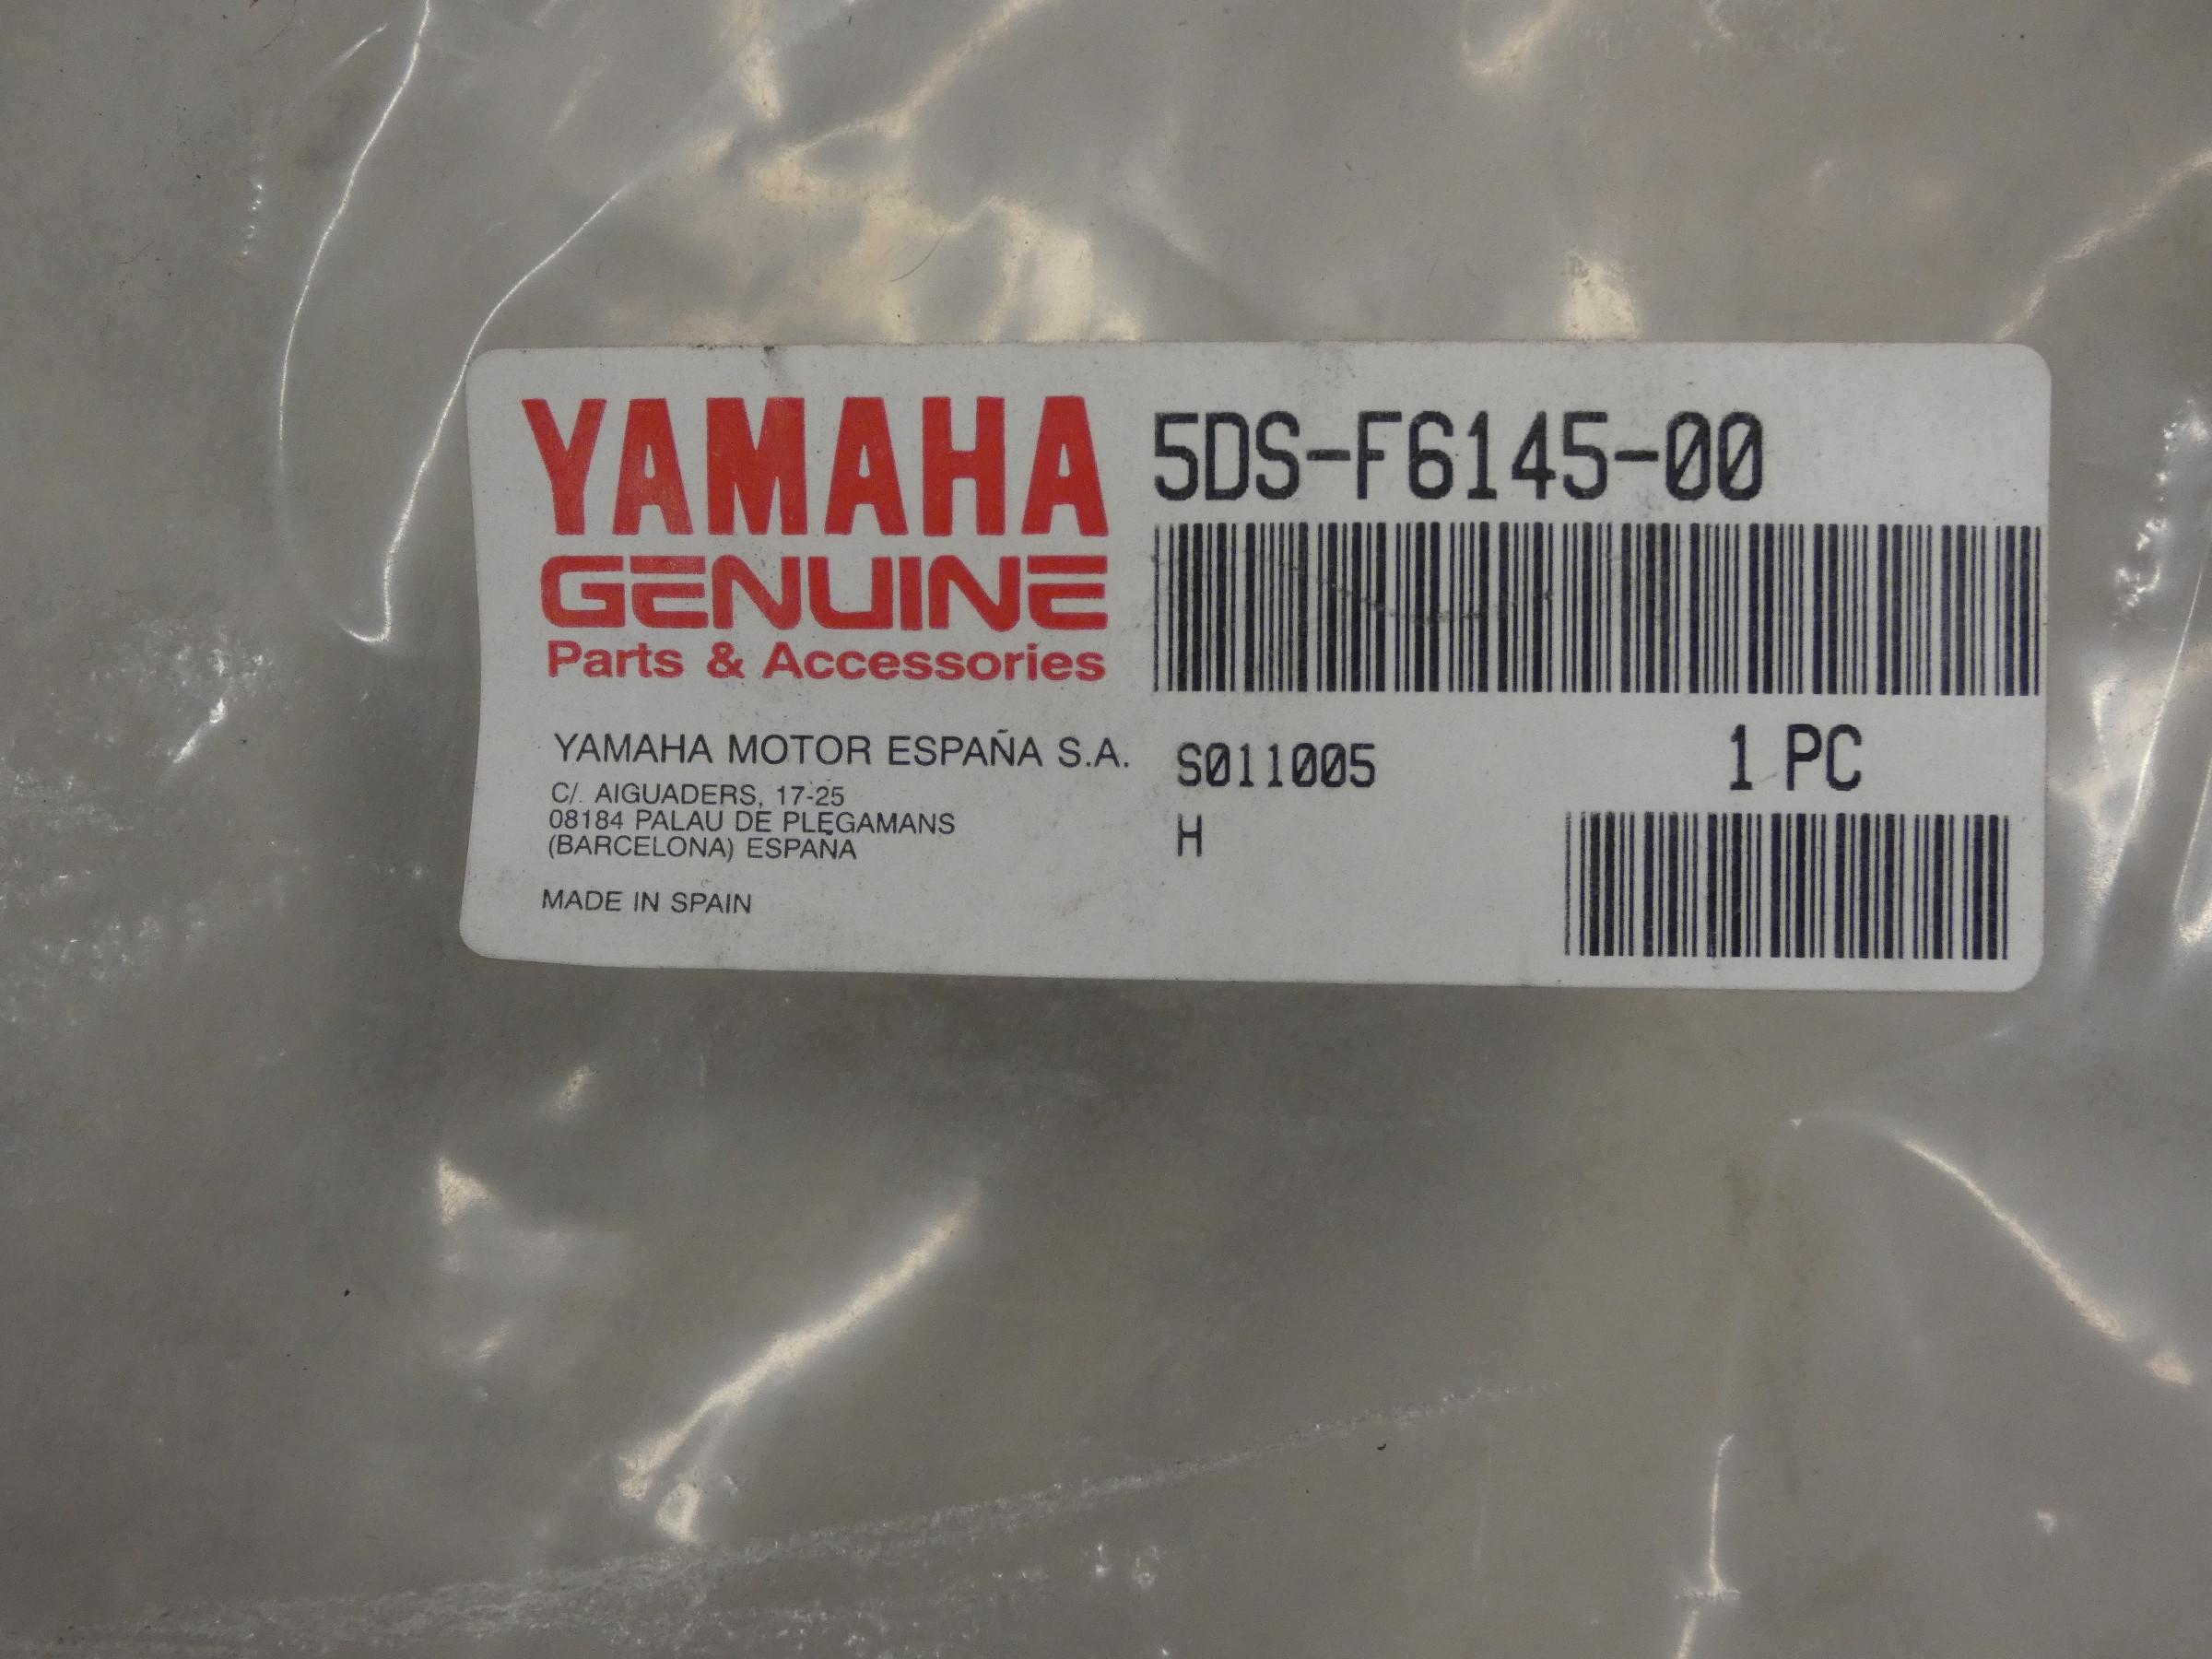 YAMAHA
GENUINE
Parts & Accessories
YAMAHA MOTOR ESPAÑA S.A.
C/. AIGUADERS, 17-25
08184 PALAU DE PLEGAMANS
(BARCELONA) ESPAÑA
MADE IN SPAIN
5DS-F6145-00
S011005
1 PC
H